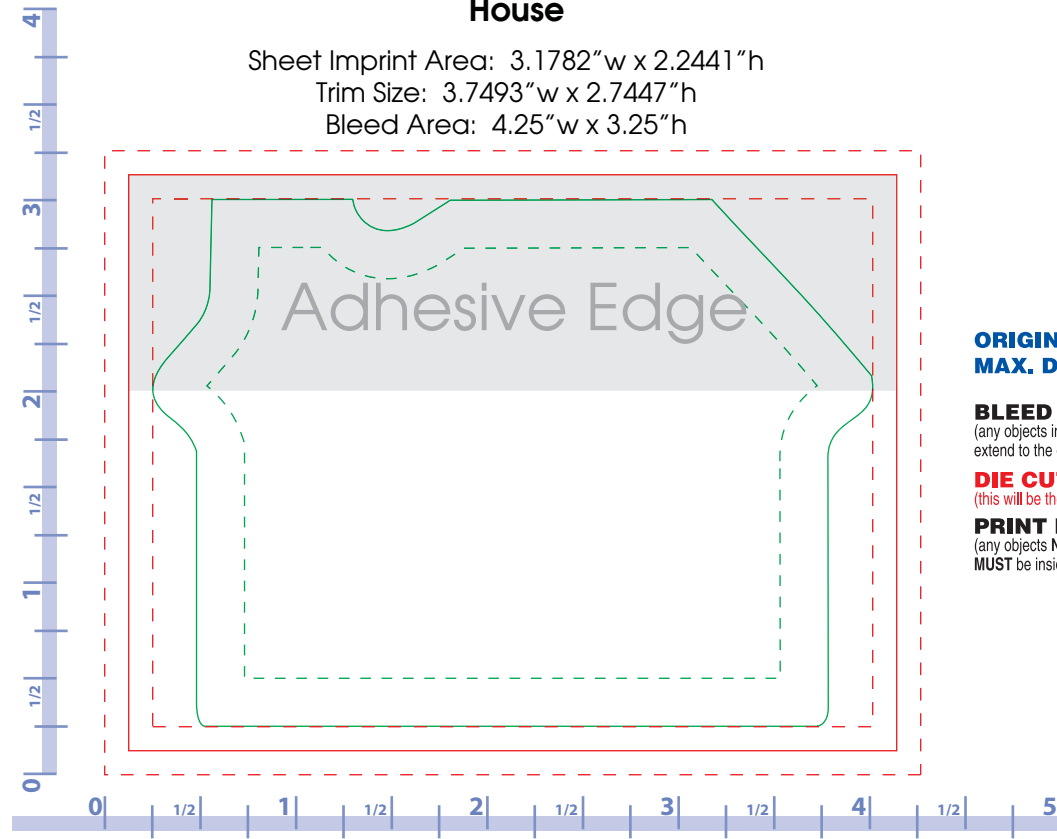 House
Sheet Imprint Area: 3.1782”w x 2.2441”h
Trim Size: 3.7493”w x 2.7447”h
Bleed Area: 4.25”w x 3.25”h
Adhesive Edge
ORIGIN
MAX. D
BLEED
(any objects i
extend to the
DIE CU
(this will be th
PRINT
(any objects N
MUST be insi
4
1/2
3
1/2
2
1/2
1
1/2
0
0 1/2 1 1/2 2 1/2 3 1/2 4 1/2 5